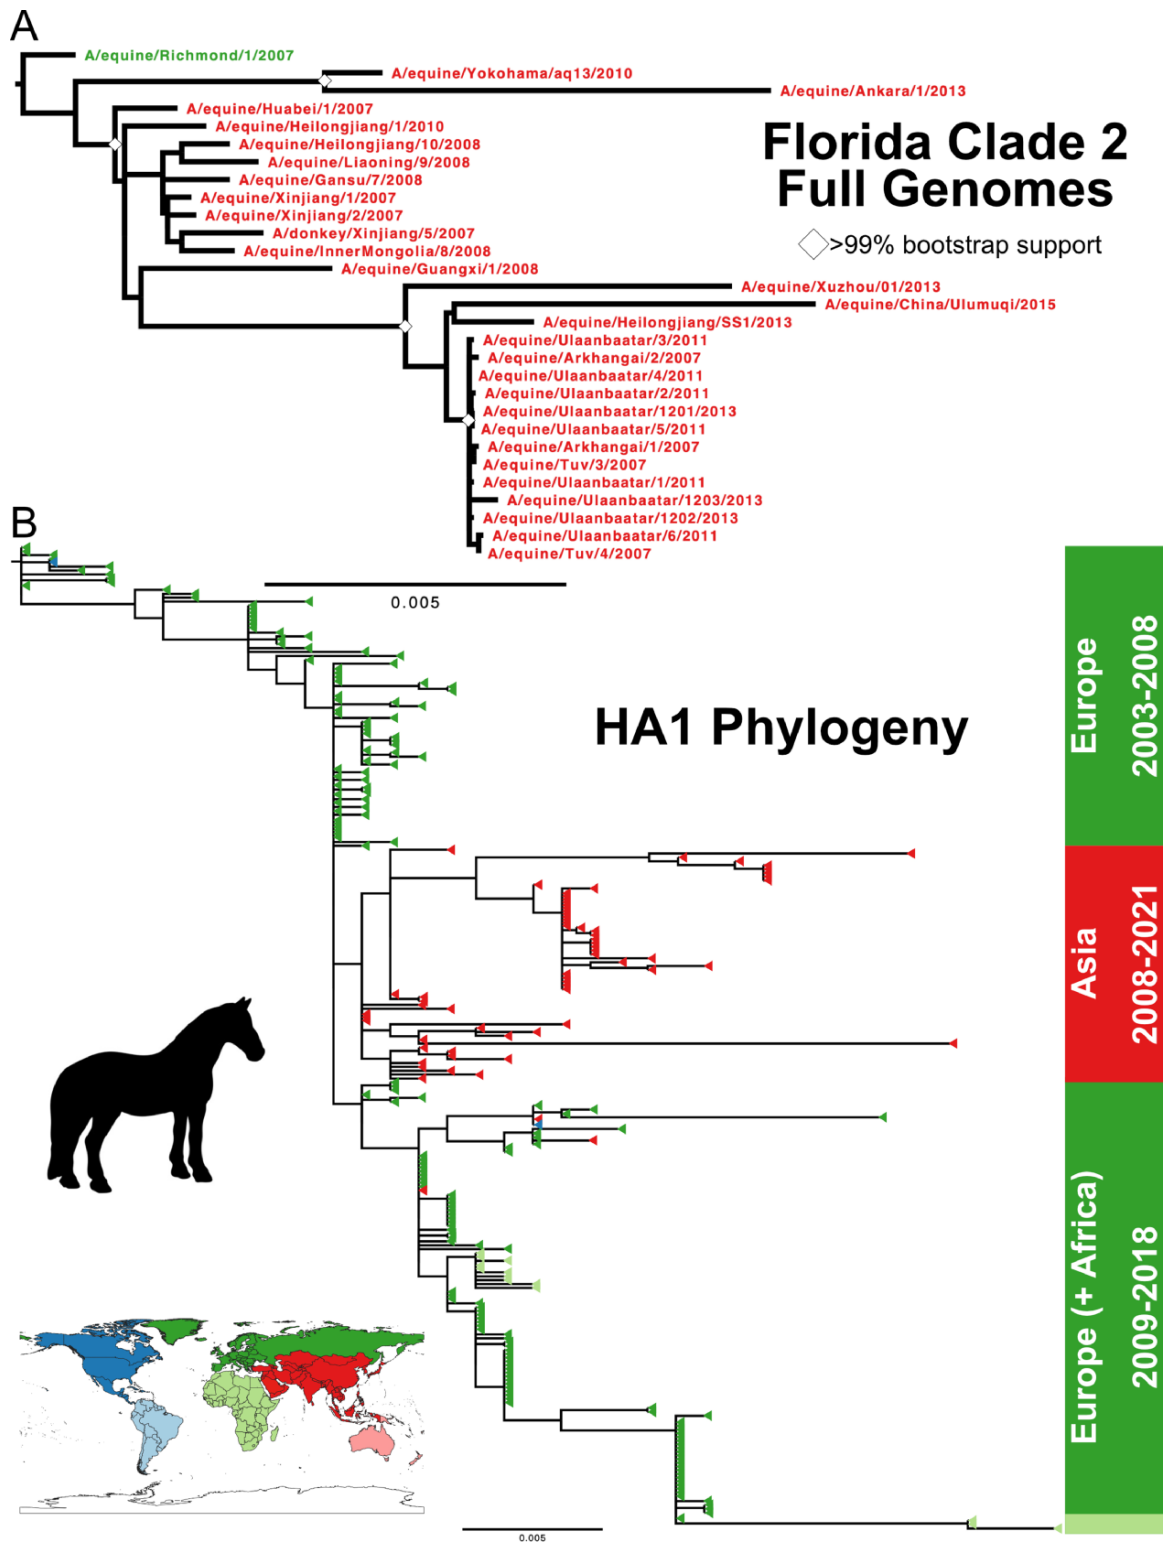 A
A/equine/Richmond/1/2007
A/equine/Yokohama/aq13/2010
A/equine/Ankara/1/2013
A/equine/Huabei/1/2007
A/equine/Heilongjiang/1/2010
A/equine/Heilongjiang/10/2008
A/equine/Liaoning/9/2008
A/equine/Gansu/7/2008
A/equine/Xinjiang/1/2007
A/equine/Xinjiang/2/2007
A/donkey/Xinjiang/5/2007
A/equine/InnerMongolia/8/2008
A/equine/Guangxi/1/2008
Florida Clade 2
Full Genomes
>99% bootstrap support
A/equine/Xuzhou/01/2013
A/equine/China/Ulumuqi/2015
A/equine/Heilongjiang/SS1/2013
A/equine/Ulaanbaatar/3/2011
A/equine/Arkhangai/2/2007
A/equine/Ulaanbaatar/4/2011
A/equine/Ulaanbaatar/2/2011
A/equine/Ulaanbaatar/1201/2013
A/equine/Ulaanbaatar/5/2011
A/equine/Arkhangai/1/2007
A/equine/Tuv/3/2007
A/equine/Ulaanbaatar/1/2011
A/equine/Ulaanbaatar/1203/2013
A/equine/Ulaanbaatar/1202/2013
A/equine/Ulaanbaatar/6/2011
A/equine/Tuv/4/2007
0.005
B
HA1 Phylogeny
Europe
2003-2008
Asia
2008-2021
Europe (+ Africa)
2009-2018
0.005